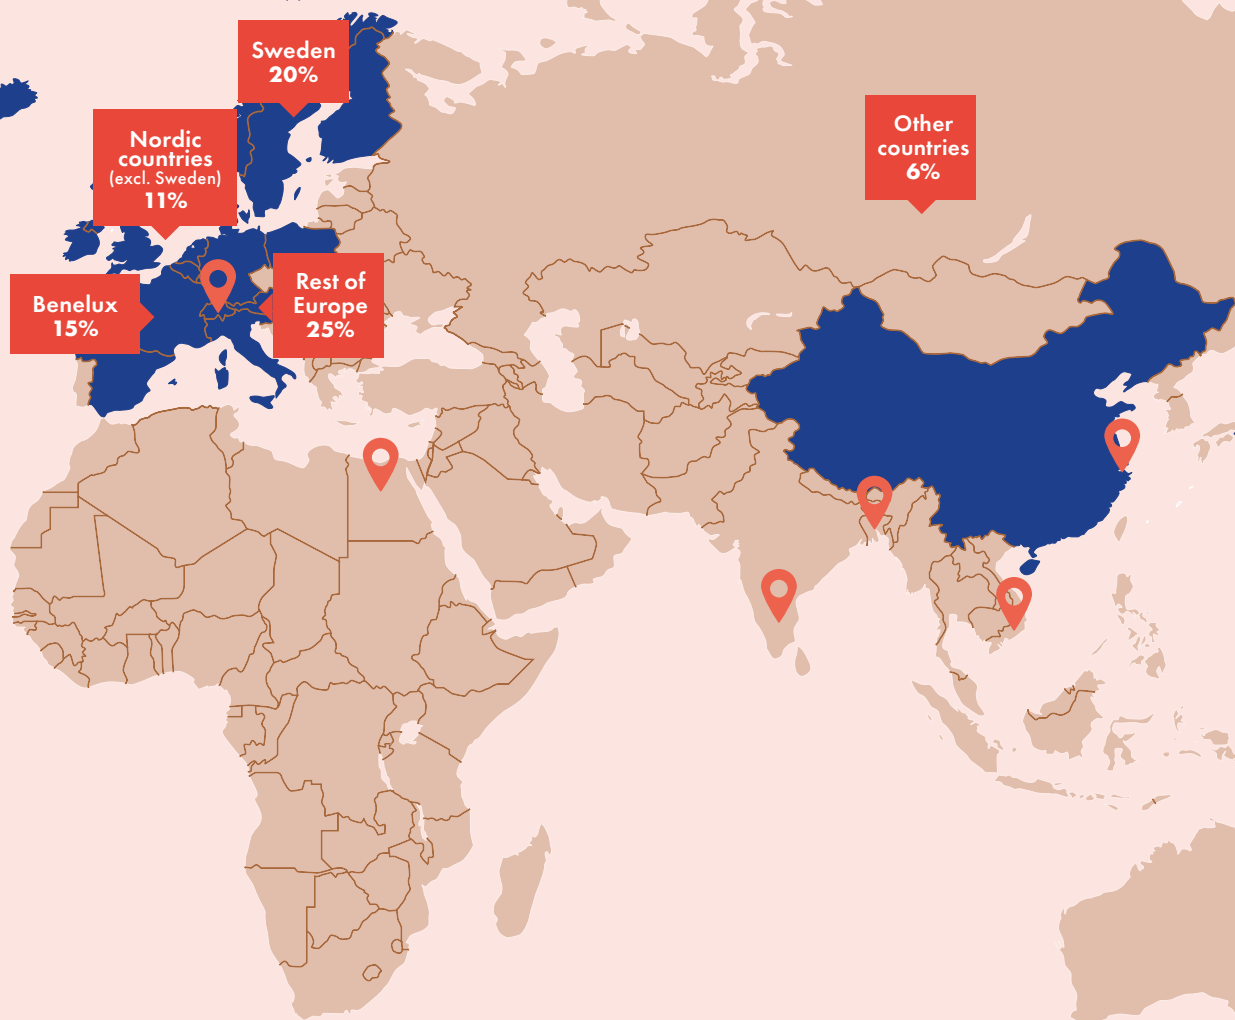 Sweden
20%
Nordic
countries
(excl. Sweden)
11%
Other
countries
6%
Benelux
15%
Rest of
Europe
25%